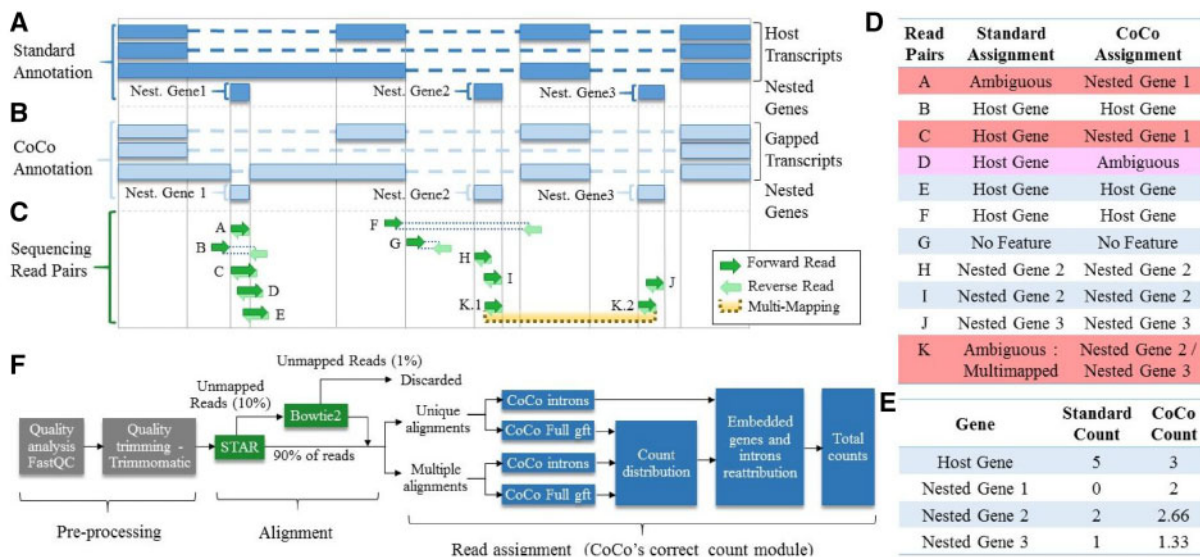 A
Standard
Annotation
Host
Transcripts
Nest. Gene1
Nest. Gene2
Nest. Gene3
Nested
Genes
B
CoCo
Annotation
Gapped
Transcripts
Nest. Gene 1
Nest. Gene2
Nest. Gene3
Nested
Genes
C
Sequencing
Read Pairs
A
B
C
D
E
F
G
H
I
K.1
J
K.2
Forward Read
Reverse Read
Multi-Mapping
D
Read Pairs Standard Assignment CoCo Assignment
A Ambiguous Nested Gene 1
B Host Gene Host Gene
C Host Gene Nested Gene 1
D Host Gene Ambiguous
E Host Gene Host Gene
F Host Gene Host Gene
G No Feature No Feature
H Nested Gene 2 Nested Gene 2
I Nested Gene 2 Nested Gene 2
J Nested Gene 3 Nested Gene 3
K Ambiguous : Nested Gene 2 /
Multimapped Nested Gene 3
E
Gene Standard Count CoCo Count
Host Gene 5 3
Nested Gene 1 0 2
Nested Gene 2 2 2.66
Nested Gene 3 1 1.33
F
Unmapped Reads (1%)
Discarded
Unmapped
Reads (10%)
Bowtie2
Quality
analysis
FastQC
Quality
trimming -
Trimmomatic
STAR
90% of reads
Unique
alignments
Multiple
alignments
CoCo introns
CoCo Full gft
CoCo introns
CoCo Full gft
Count
distribution
Embedded
genes and
introns
reattribution
Total
counts
Pre-processing
Alignment
Read assignment (CoCo's correct count module)